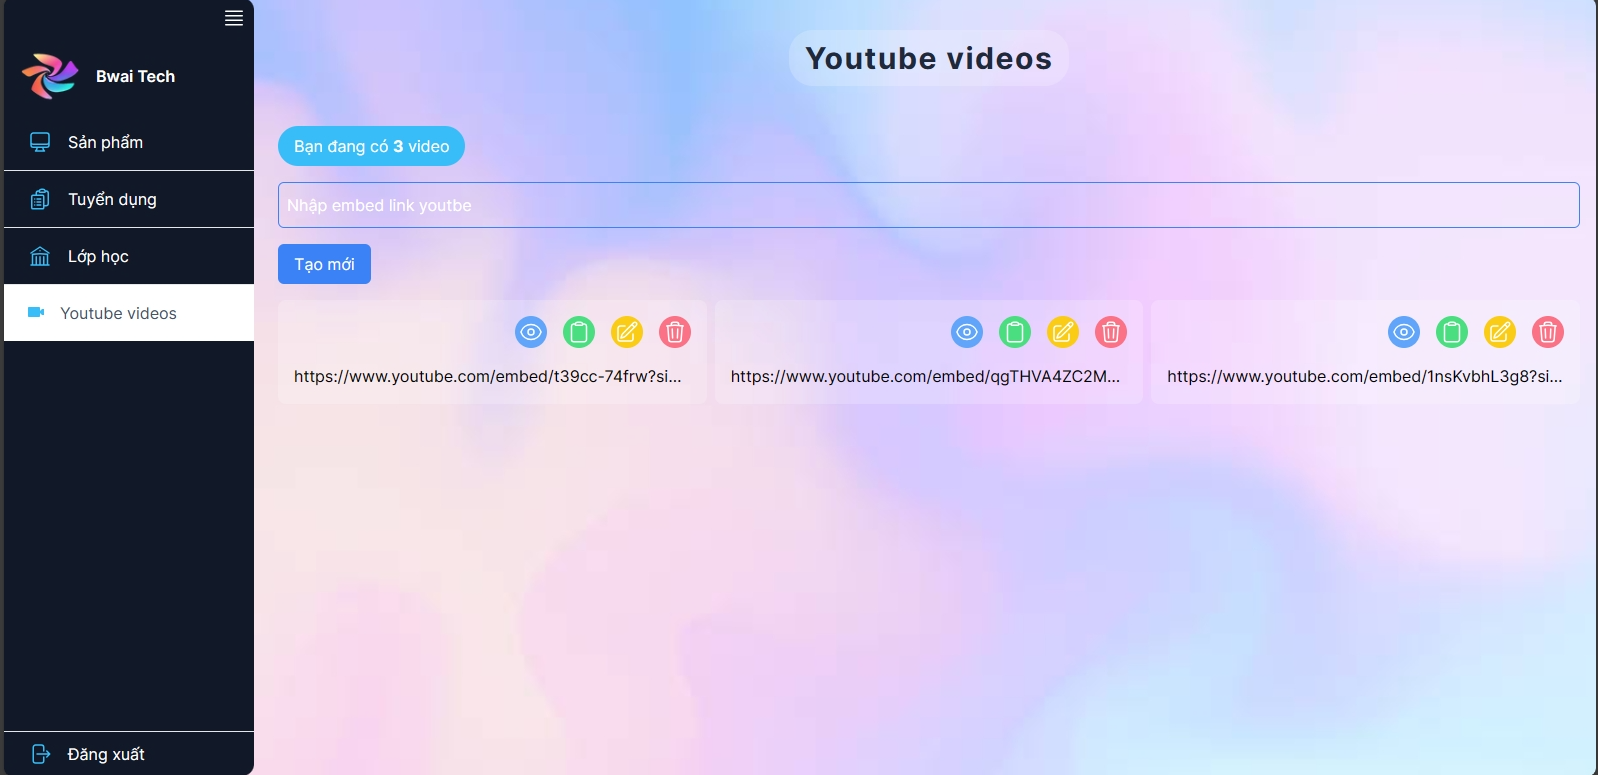 Bwai Tech
Sản phẩm
Tuyển dụng
Lớp học
Youtube videos
Đăng xuất
Youtube videos
Bạn đang có 3 video
Nhập embed link youtbe
Tạo mới
https://www.youtube.com/embed/t39cc-74frw?si...
https://www.youtube.com/embed/qgTHVA4ZC2M...
https://www.youtube.com/embed/1nsKvbhL3g8?si...